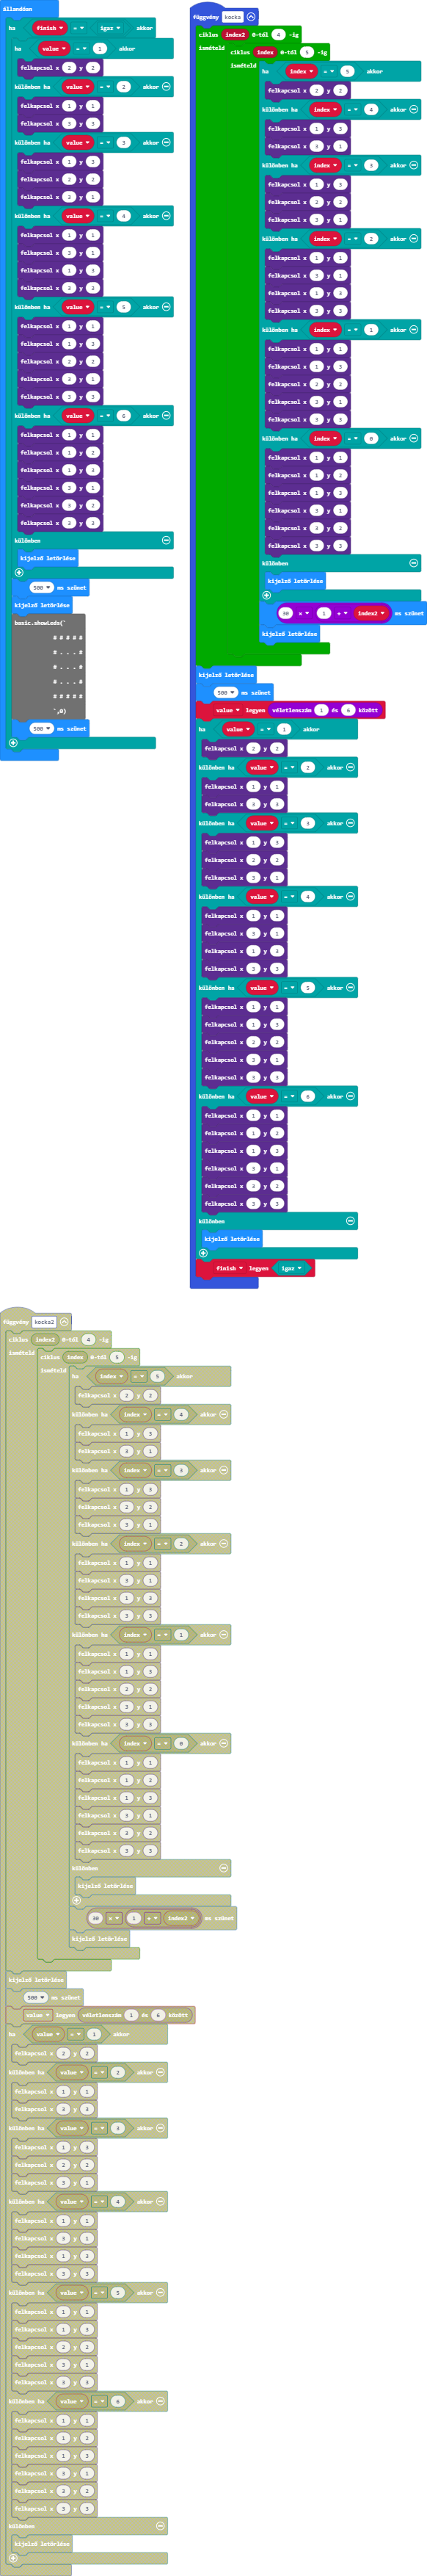 állandóan
ha finish = igaz akkor
ha value = 1 akkor
felkapcsol x 2 y 2
különben ha value = 2 akkor
felkapcsol x 1 y 1
felkapcsol x 3 y 3
különben ha value = 3 akkor
felkapcsol x 1 y 3
felkapcsol x 2 y 2
felkapcsol x 3 y 1
különben ha value = 4 akkor
felkapcsol x 1 y 1
felkapcsol x 3 y 1
felkapcsol x 1 y 3
felkapcsol x 3 y 3
különben ha value = 5 akkor
felkapcsol x 1 y 1
felkapcsol x 1 y 3
felkapcsol x 2 y 2
felkapcsol x 3 y 1
felkapcsol x 3 y 3
különben ha value = 6 akkor
felkapcsol x 1 y 1
felkapcsol x 1 y 2
felkapcsol x 1 y 3
felkapcsol x 2 y 1
felkapcsol x 3 y 2
felkapcsol x 3 y 3
különben
kijelző letörlése
500 ms szünet
kijelző letörlése
basic.showLeds(`
# # # # #
# . . . #
# . . . #
# . . . #
# # # # #
`,0)
500 ms szünet
függvény kocka
ciklus index2 0-tól 4 -ig
ismételd
ciklus index 0-tól 5 -ig
ismételd
ha index = 5 akkor
felkapcsol x 2 y 2
különben ha index = 4 akkor
felkapcsol x 1 y 3
felkapcsol x 3 y 1
különben ha index = 3 akkor
felkapcsol x 1 y 3
felkapcsol x 2 y 2
felkapcsol x 3 y 1
különben ha index = 2 akkor
felkapcsol x 1 y 1
felkapcsol x 3 y 1
felkapcsol x 1 y 3
felkapcsol x 3 y 3
különben ha index = 1 akkor
felkapcsol x 1 y 1
felkapcsol x 1 y 3
felkapcsol x 2 y 2
felkapcsol x 3 y 1
felkapcsol x 3 y 3
különben ha index = 0 akkor
felkapcsol x 1 y 1
felkapcsol x 1 y 2
felkapcsol x 1 y 3
felkapcsol x 3 y 1
felkapcsol x 3 y 2
felkapcsol x 3 y 3
különben
kijelző letörlése
30 × 1 + index2 ms szünet
kijelző letörlése
kijelző letörlése
500 ms szünet
value legyen véletlenszám 1 és 6 között
ha value = 1 akkor
felkapcsol x 2 y 2
különben ha value = 2 akkor
felkapcsol x 1 y 1
felkapcsol x 3 y 3
különben ha value = 3 akkor
felkapcsol x 1 y 3
felkapcsol x 2 y 2
felkapcsol x 3 y 1
különben ha value = 4 akkor
felkapcsol x 1 y 1
felkapcsol x 3 y 1
felkapcsol x 1 y 3
felkapcsol x 3 y 3
különben ha value = 5 akkor
felkapcsol x 1 y 1
felkapcsol x 1 y 3
felkapcsol x 2 y 2
felkapcsol x 3 y 1
felkapcsol x 3 y 3
különben ha value = 6 akkor
felkapcsol x 1 y 1
felkapcsol x 1 y 2
felkapcsol x 1 y 3
felkapcsol x 3 y 1
felkapcsol x 3 y 2
felkapcsol x 3 y 3
különben
kijelző letörlése
finish legyen igaz
függvény kocka2
ciklus index2 0-tól 4 -ig
ismételd
ciklus index 0-tól 5 -ig
ismételd
ha index = 5 akkor
felkapcsol x 2 y 2
különben ha index = 4 akkor
felkapcsol x 1 y 3
felkapcsol x 3 y 1
különben ha index = 3 akkor
felkapcsol x 1 y 3
felkapcsol x 2 y 2
felkapcsol x 3 y 1
különben ha index = 2 akkor
felkapcsol x 1 y 1
felkapcsol x 3 y 1
felkapcsol x 1 y 3
felkapcsol x 3 y 3
különben ha index = 1 akkor
felkapcsol x 1 y 1
felkapcsol x 1 y 3
felkapcsol x 2 y 2
felkapcsol x 3 y 1
felkapcsol x 3 y 3
különben ha index = 0 akkor
felkapcsol x 1 y 1
felkapcsol x 1 y 2
felkapcsol x 1 y 3
felkapcsol x 3 y 1
felkapcsol x 3 y 2
felkapcsol x 3 y 3
különben
kijelző letörlése
30 × 1 + index2 ms szünet
kijelző letörlése
kijelző letörlése
500 ms szünet
value legyen véletlenszám 1 és 6 között
ha value = 1 akkor
felkapcsol x 2 y 2
különben ha value = 2 akkor
felkapcsol x 1 y 1
felkapcsol x 3 y 3
különben ha value = 3 akkor
felkapcsol x 1 y 3
felkapcsol x 2 y 2
felkapcsol x 3 y 1
különben ha value = 4 akkor
felkapcsol x 1 y 1
felkapcsol x 3 y 1
felkapcsol x 1 y 3
felkapcsol x 3 y 3
különben ha value = 5 akkor
felkapcsol x 1 y 1
felkapcsol x 1 y 3
felkapcsol x 2 y 2
felkapcsol x 3 y 1
felkapcsol x 3 y 3
különben ha value = 6 akkor
felkapcsol x 1 y 1
felkapcsol x 1 y 2
felkapcsol x 1 y 3
felkapcsol x 3 y 1
felkapcsol x 3 y 2
felkapcsol x 3 y 3
különben
kijelző letörlése